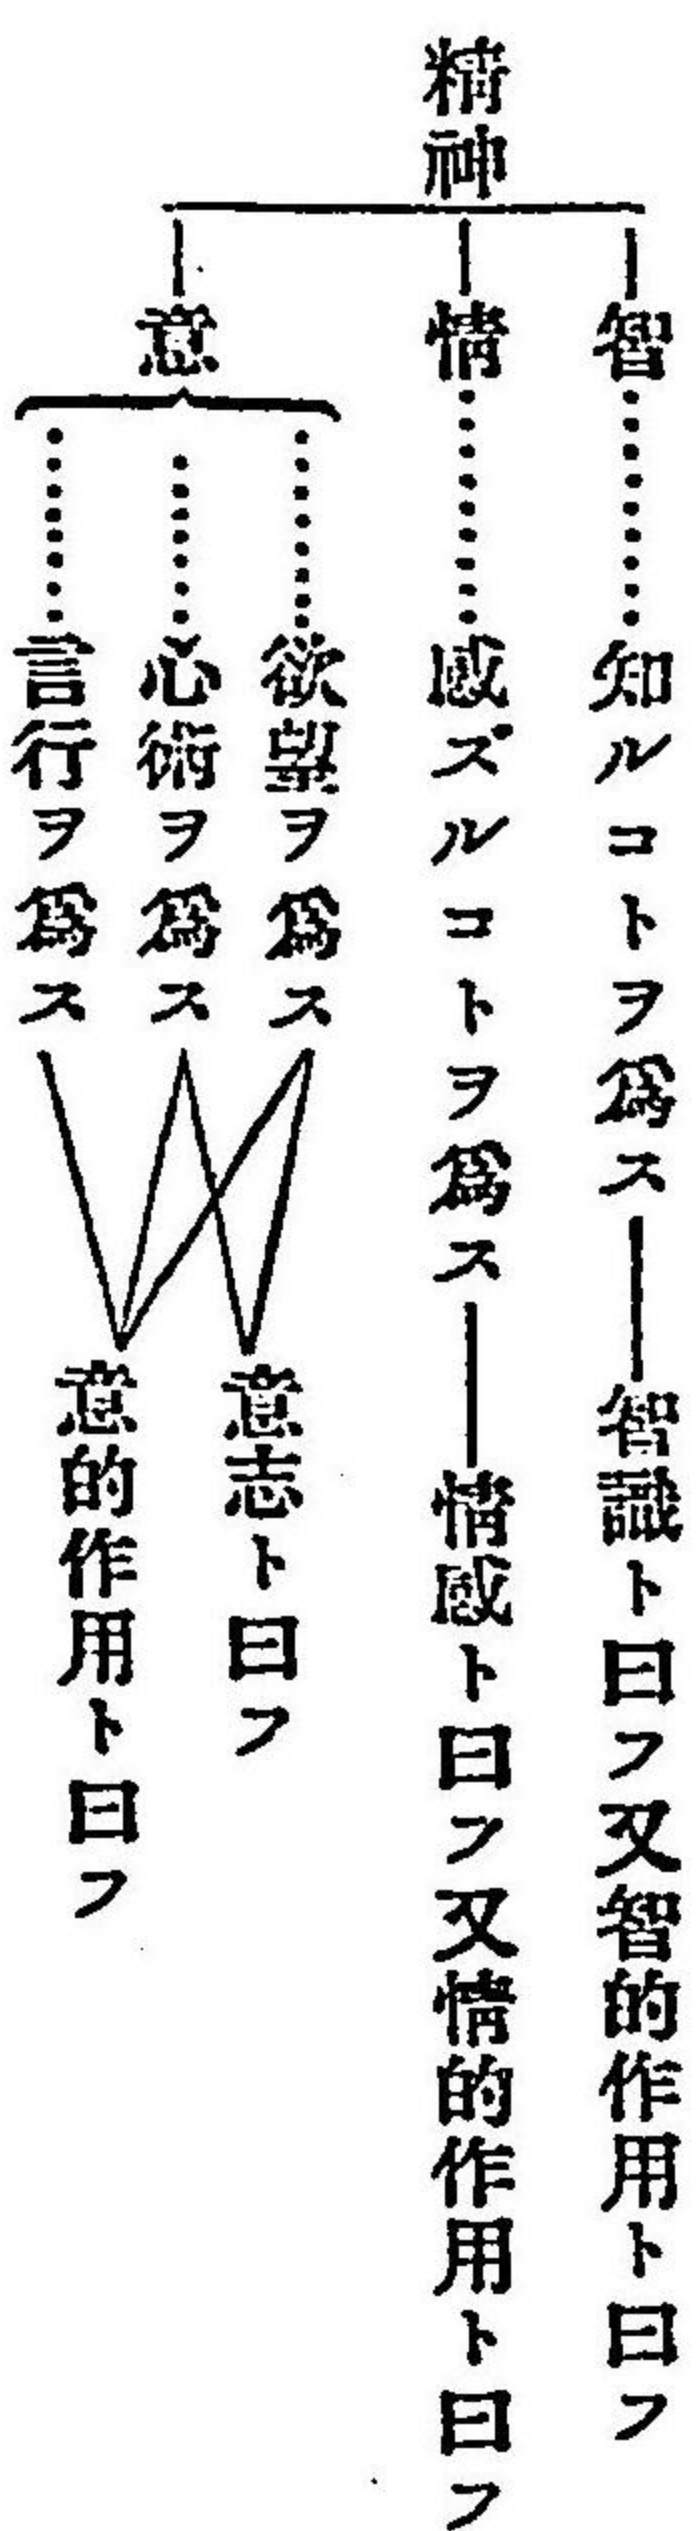 精神
智
知ルコトヲ爲ス
智識ト曰フ又智的作用ト曰フ
情
感ズルコトヲ爲ス
情感ト曰フ又情的作用ト曰フ
意
欲望ヲ爲ス
心術ヲ爲ス
言行ヲ爲ス
意志ト曰フ
意的作用ト曰フ